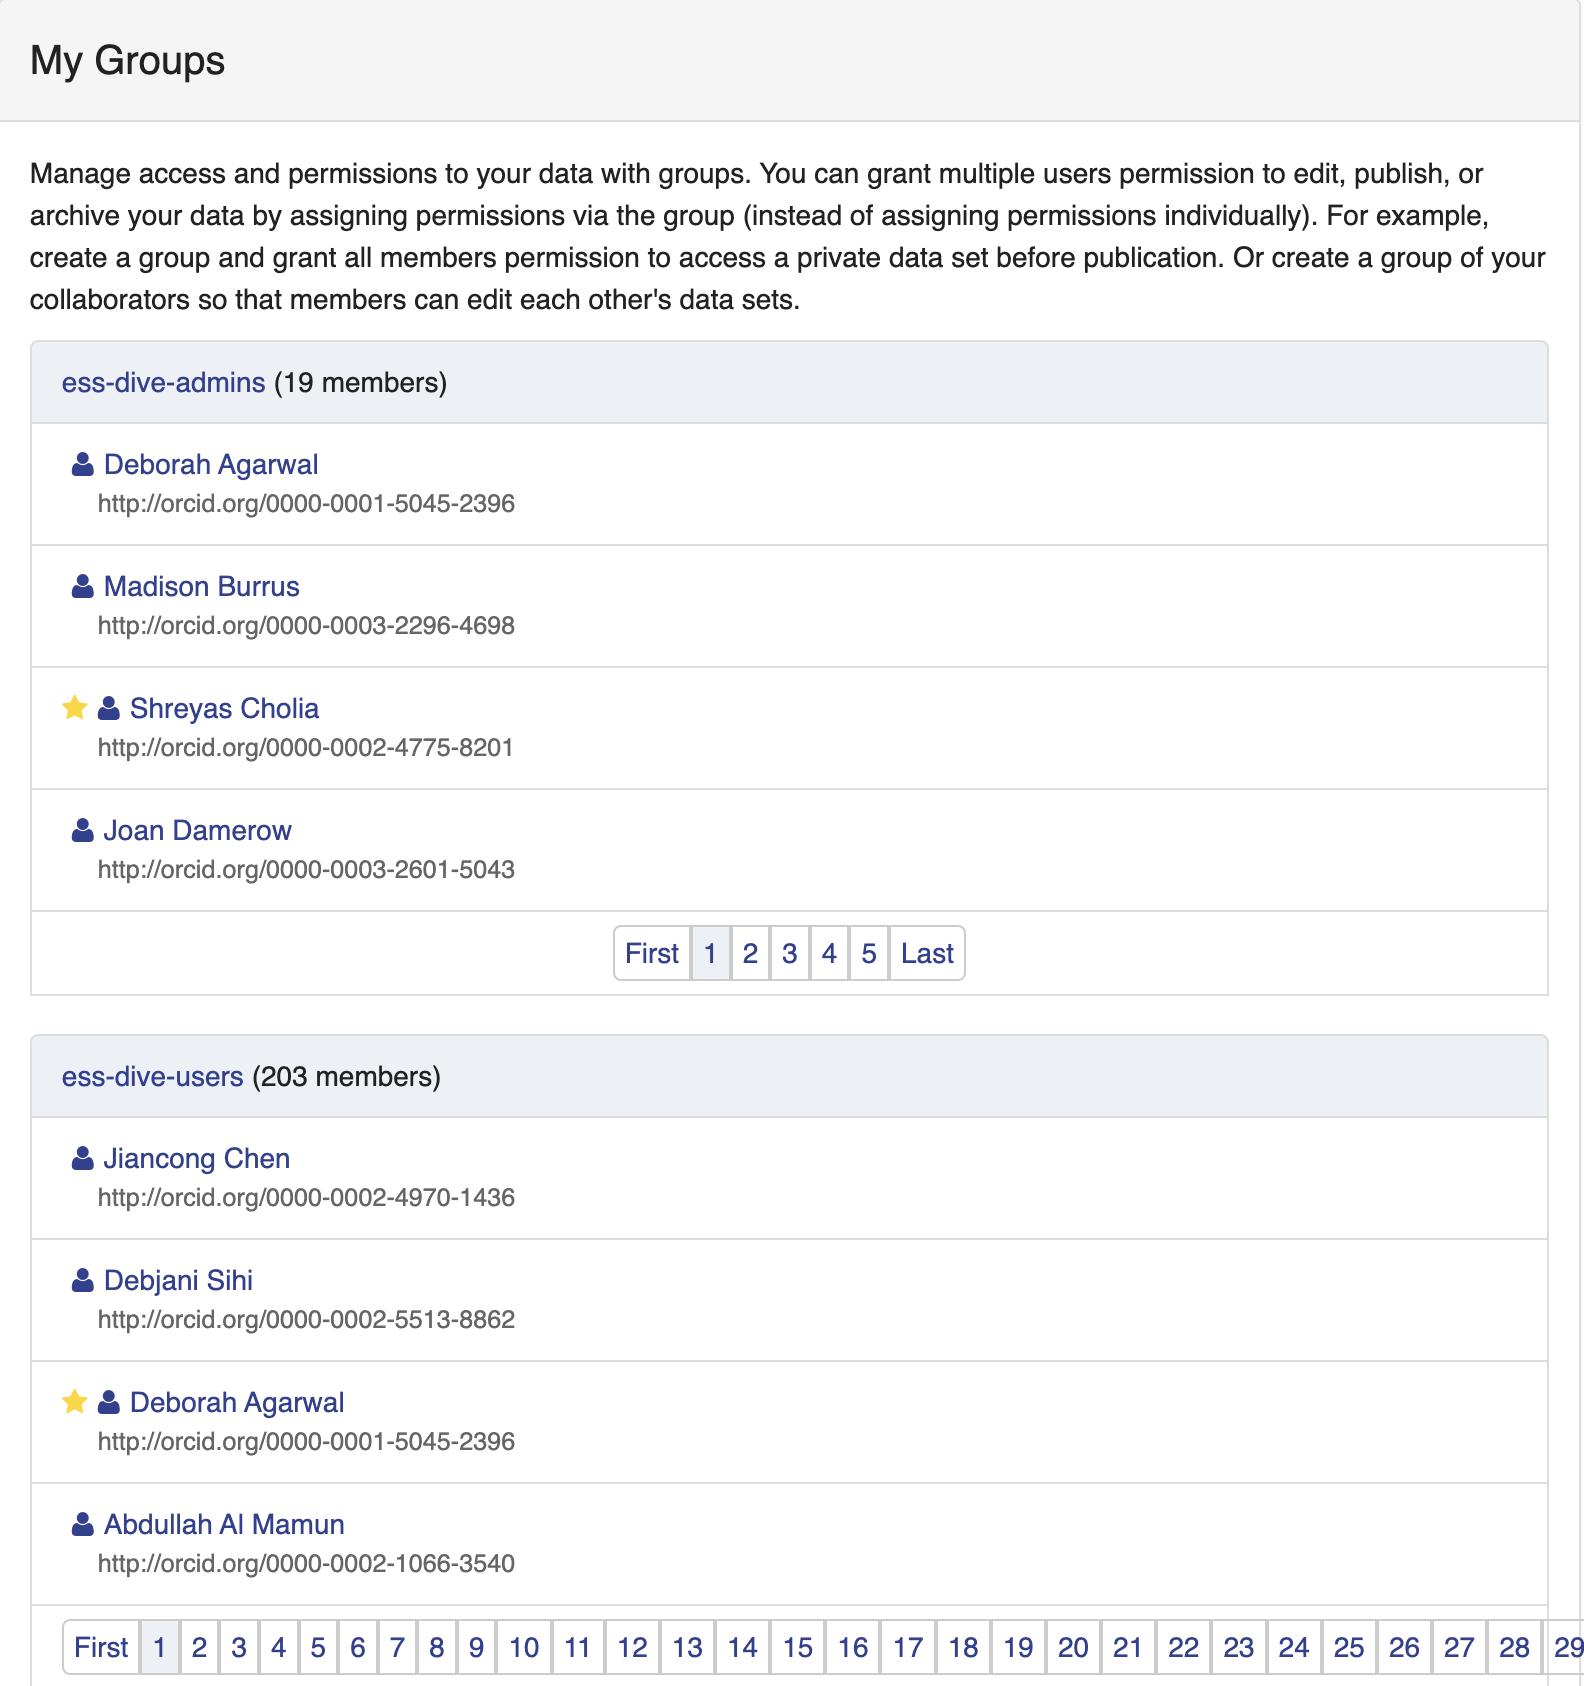 My Groups
Manage access and permissions to your data with groups. You can grant multiple users permission to edit, publish, or
archive your data by assigning permissions via the group (instead of assigning permissions individually). For example,
create a group and grant all members permission to access a private data set before publication. Or create a group of your
collaborators so that members can edit each other's data sets.
ess-dive-admins (19 members)
Deborah Agarwal
http://orcid.org/0000-0001-5045-2396
Madison Burrus
http://orcid.org/0000-0003-2296-4698
Shreyas Cholia
http://orcid.org/0000-0002-4775-8201
Joan Damerow
http://orcid.org/0000-0003-2601-5043
First 1 2 3 4 5 Last
ess-dive-users (203 members)
Jiancong Chen
http://orcid.org/0000-0002-4970-1436
Debjani Sihi
http://orcid.org/0000-0002-5513-8862
Deborah Agarwal
http://orcid.org/0000-0001-5045-2396
Abdullah Al Mamun
http://orcid.org/0000-0002-1066-3540
First 1 2 3 4 5 6 7 8 9 10 11 12 13 14 15 16 17 18 19 20 21 22 23 24 25 26 27 28 29